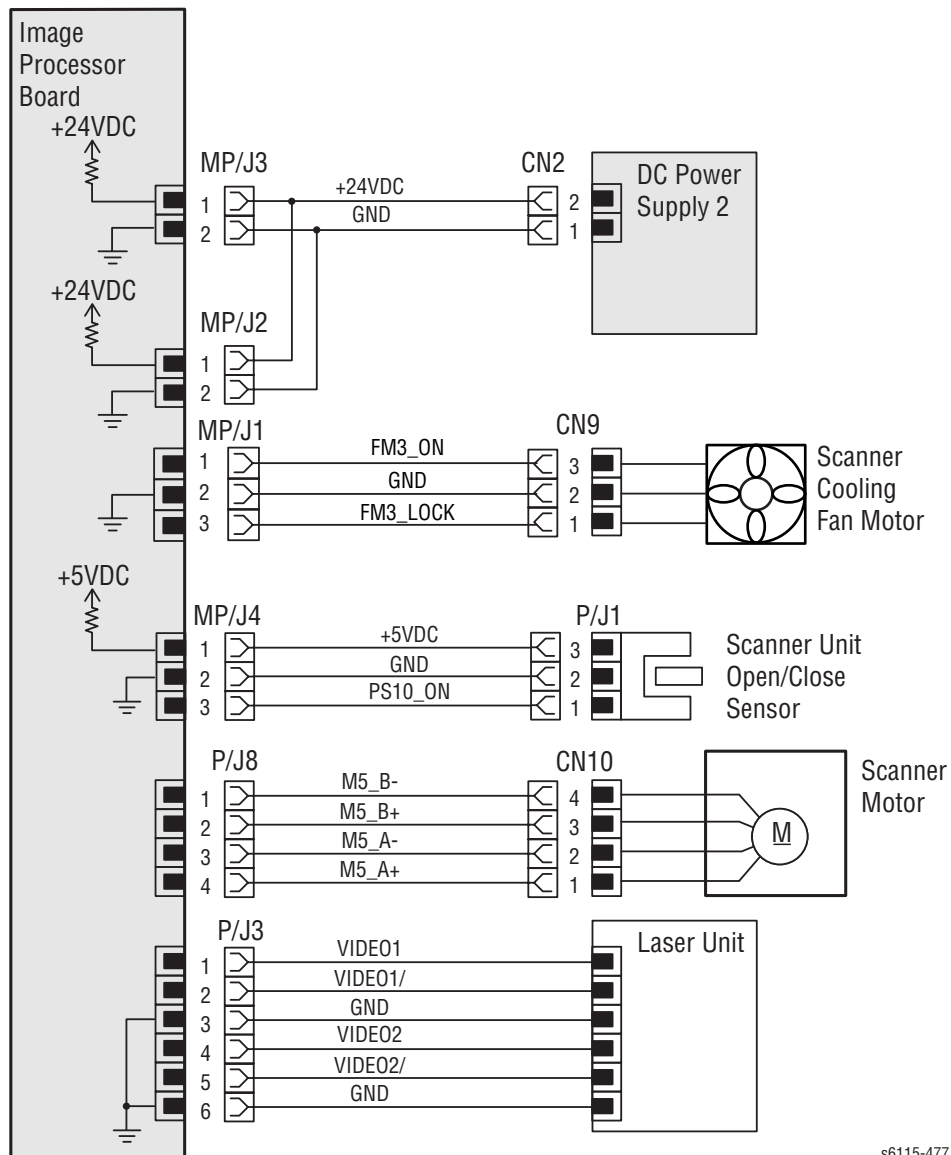 Image
Processor
Board
+24VDC
MP/J3
CN2
DC Power
Supply 2
1
+24VDC
2
2
GND
1
+24VDC
MP/J2
1
2
MP/J1
CN9
1
FM3_ON
3
2
GND
2
3
FM3_LOCK
1
Scanner
Cooling
Fan Motor
+5VDC
MP/J4
P/J1
1
+5VDC
3
2
GND
2
3
PS10_ON
1
Scanner Unit
Open/Close
Sensor
P/J8
CN10
1
M5_B-
4
2
M5_B+
3
3
M5_A-
2
4
M5_A+
1
M
Scanner
Motor
P/J3
Laser Unit
1
VIDEO1
2
VIDEO1/
3
GND
4
VIDEO2
5
VIDEO2/
6
GND
s6115-477